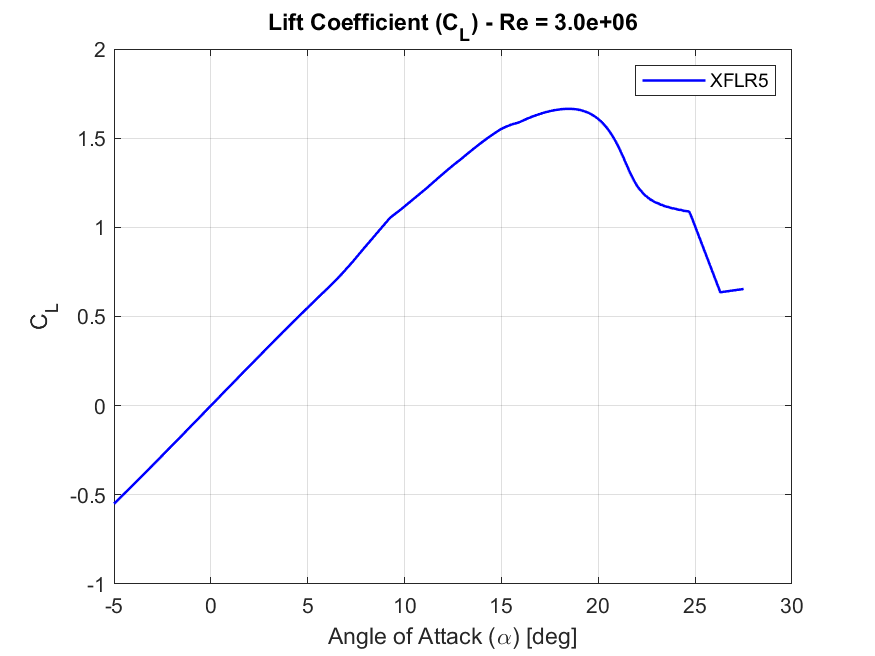 Lift Coefficient (C_L) - Re = 3.0e+06
XFLR5
2
1.5
1
0.5
0
-0.5
-1
C_L
-5 0 5 10 15 20 25 30
Angle of Attack (α) [deg]